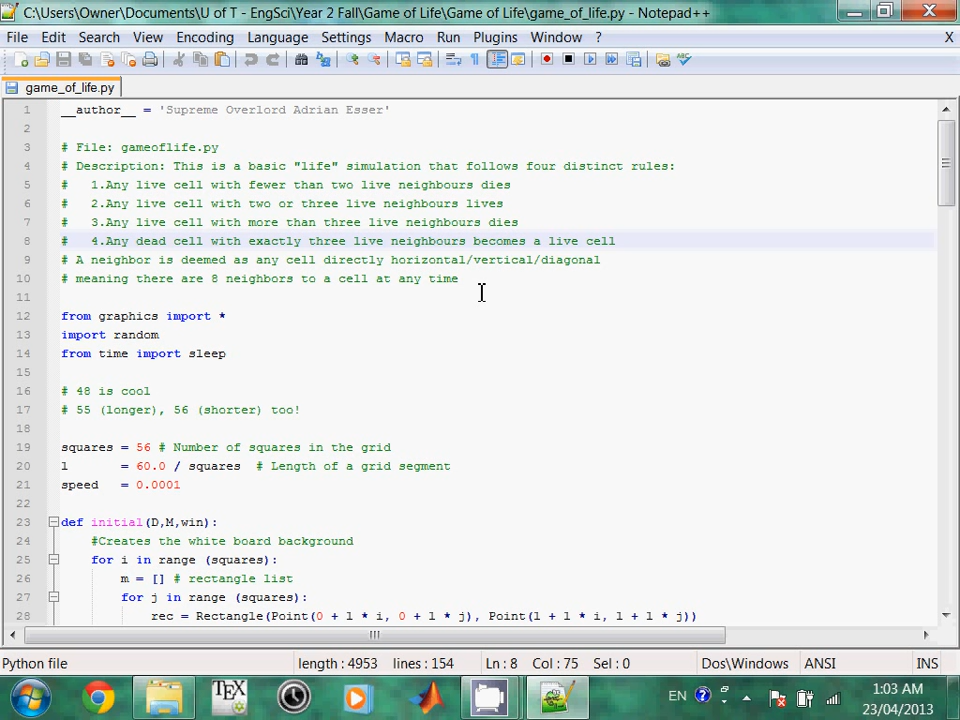 C:\Users\Owner\Documents\U of T - EngSci\Year 2 Fall\Game of Life\Game of Life\game_of_life.py - Notepad++
File Edit Search View Encoding Language Settings Macro Run Plugins Window ? X
game_of_life.py
1 __author__ = 'Supreme Overlord Adrian Esser'
2
3 # File: gameoflife.py
4 # Description: This is a basic "life" simulation that follows four distinct rules:
5 #   1.Any live cell with fewer than two live neighbours dies
6 #   2.Any live cell with two or three live neighbours lives
7 #   3.Any live cell with more than three live neighbours dies
8 #   4.Any dead cell with exactly three live neighbours becomes a live cell
9 # A neighbor is deemed as any cell directly horizontal/vertical/diagonal
10 # meaning there are 8 neighbors to a cell at any time
11
12 from graphics import *
13 import random
14 from time import sleep
15
16 # 48 is cool
17 # 55 (longer), 56 (shorter) too!
18
19 squares = 56 # Number of squares in the grid
20 l       = 60.0 / squares  # Length of a grid segment
21 speed   = 0.0001
22
23 def initial(D,M,win):
24     #Creates the white board background
25     for i in range (squares):
26         m = [] # rectangle list
27         for j in range (squares):
28             rec = Rectangle(Point(0 + l * i, 0 + l * j), Point(l + l * i, l + l * j))
Python file length : 4953 lines : 154 Ln : 8 Col : 75 Sel : 0 Dos\Windows ANSI INS
TEX EN 1:03 AM
23/04/2013